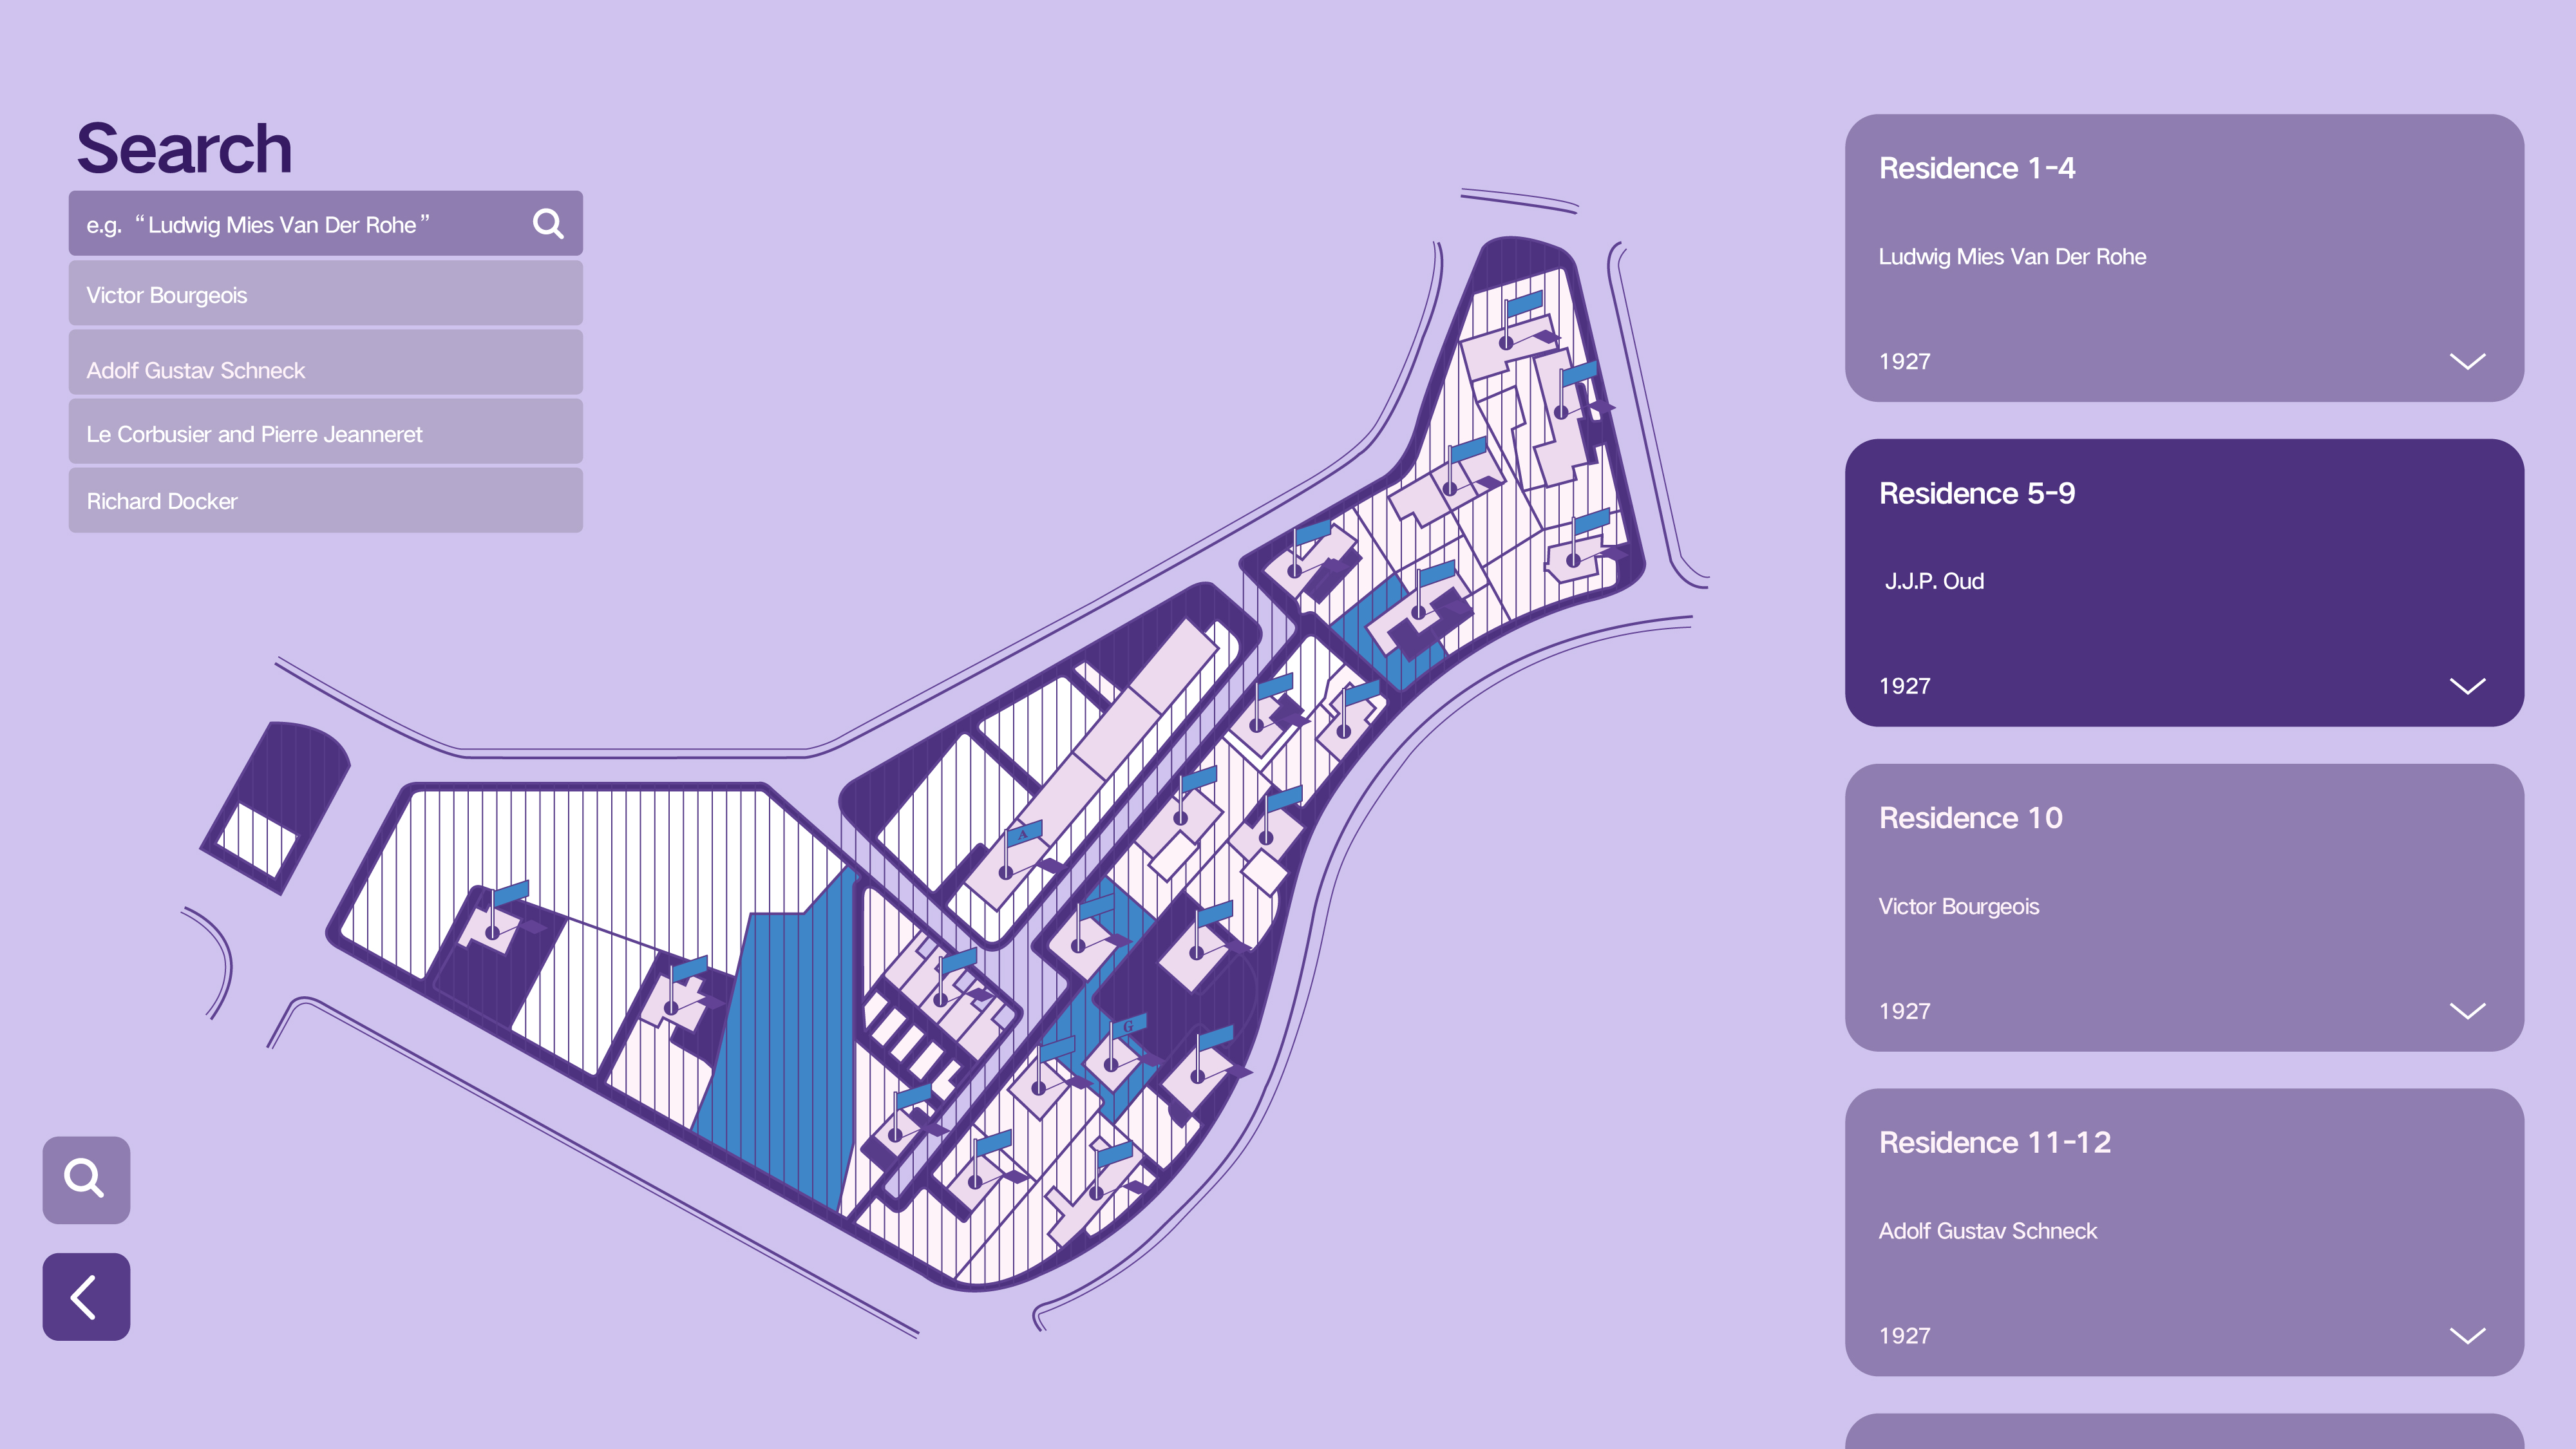 Search
e.g. “Ludwig Mies Van Der Rohe”
Victor Bourgeois
Adolf Gustav Schneck
Le Corbusier and Pierre Jeanneret
Richard Docker
A
G
Residence 1-4
Ludwig Mies Van Der Rohe
1927
Residence 5-9
J.J.P. Oud
1927
Residence 10
Victor Bourgeois
1927
Residence 11-12
Adolf Gustav Schneck
1927